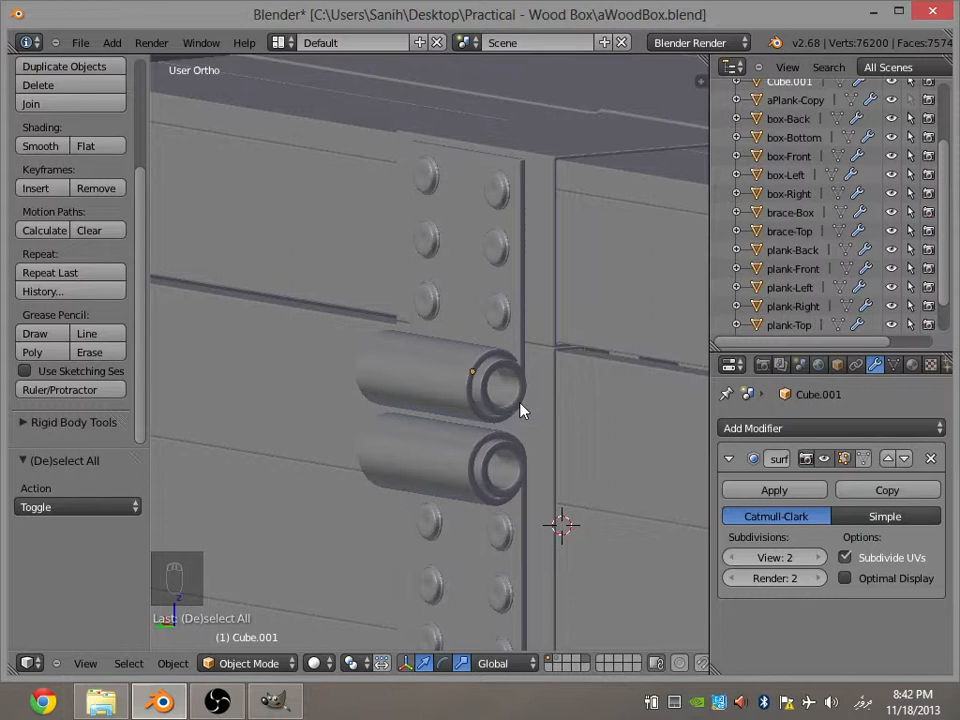 Blender* [C:\Users\Sanih\Desktop\Practical - Wood Box\aWoodBox.blend]
File Add Render Window Help Default Scene Blender Render v2.68 | Verts:76200 | Faces:7574
Duplicate Objects
Delete
Join
Shading:
Smooth Flat
Keyframes:
Insert Remove
Motion Paths:
Calculate Clear
Repeat:
Repeat Last
History...
Grease Pencil:
Draw Line
Poly Erase
Use Sketching Ses
Ruler/Protractor
Rigid Body Tools
(De)select All
Action
Toggle
User Ortho
z
Last: (De)select All
(1) Cube.001
View Select Object Object Mode Global
View Search All Scenes
Cube.001
aPlank-Copy
box-Back
box-Bottom
box-Front
box-Left
box-Right
brace-Box
brace-Top
plank-Back
plank-Front
plank-Left
plank-Right
plank-Top
Cube.001
Add Modifier
surf
Apply Copy
Catmull-Clark Simple
Subdivisions: Options:
View: 2 Subdivide UVs
Render: 2 Optimal Display
8:42 PM
11/18/2013